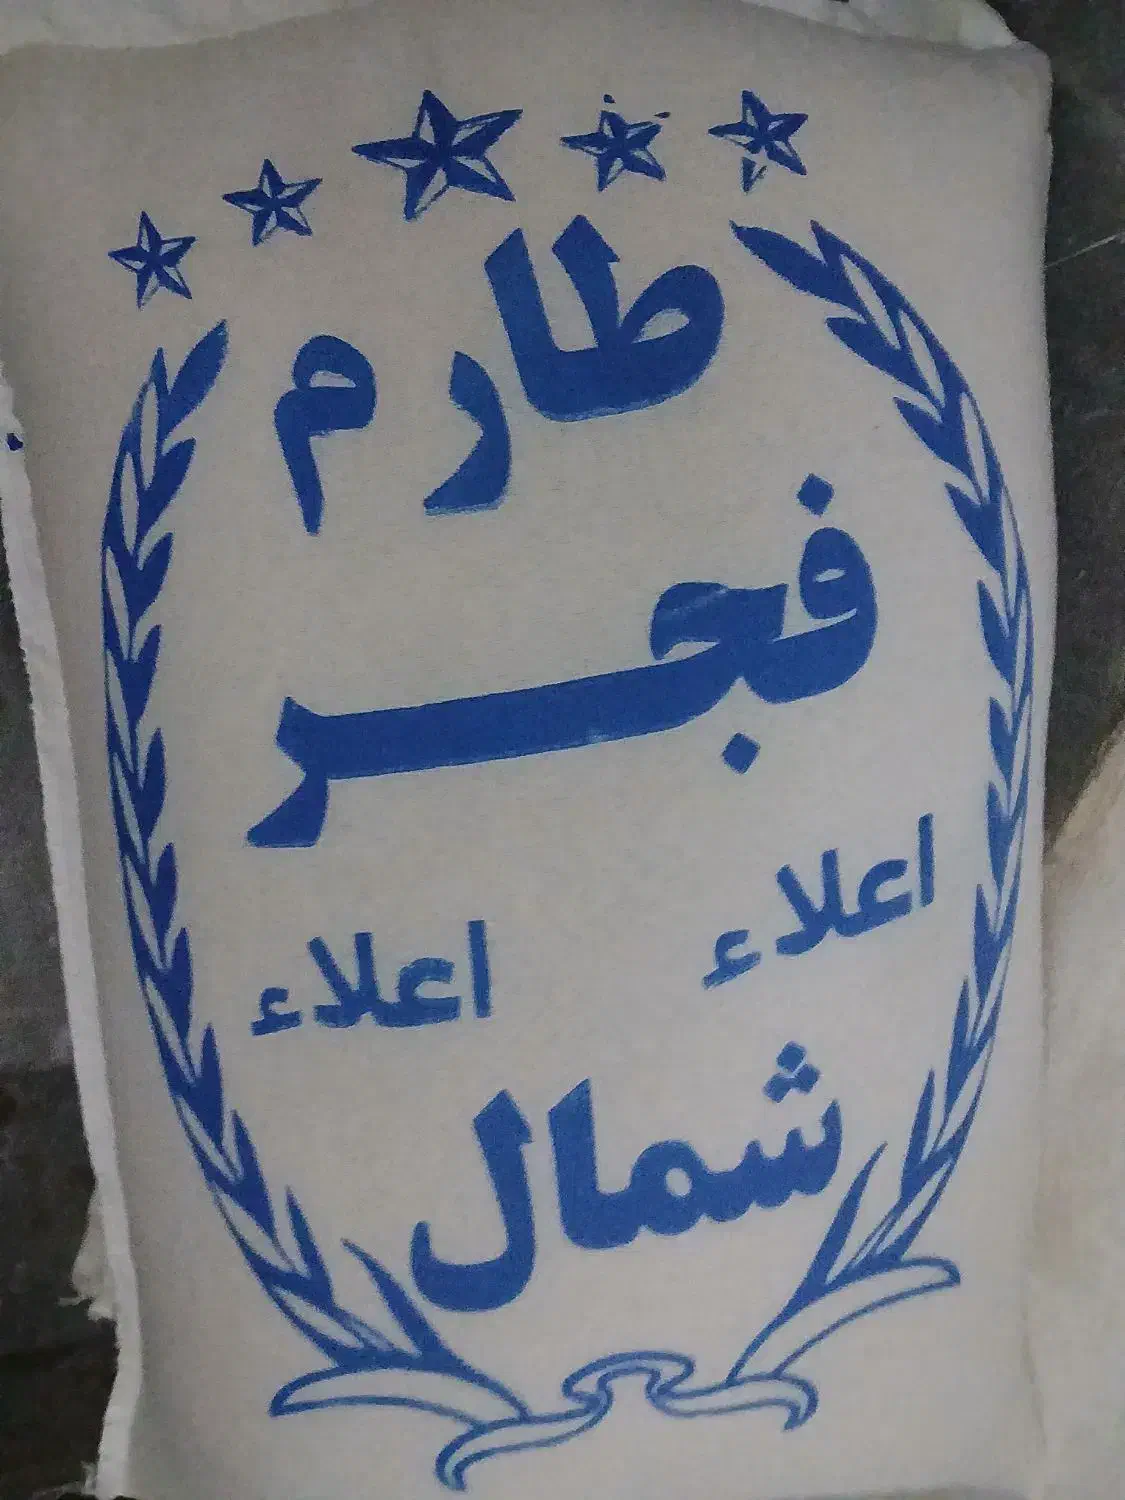 طارم
فجر
اعلاء اعلاء
شمال